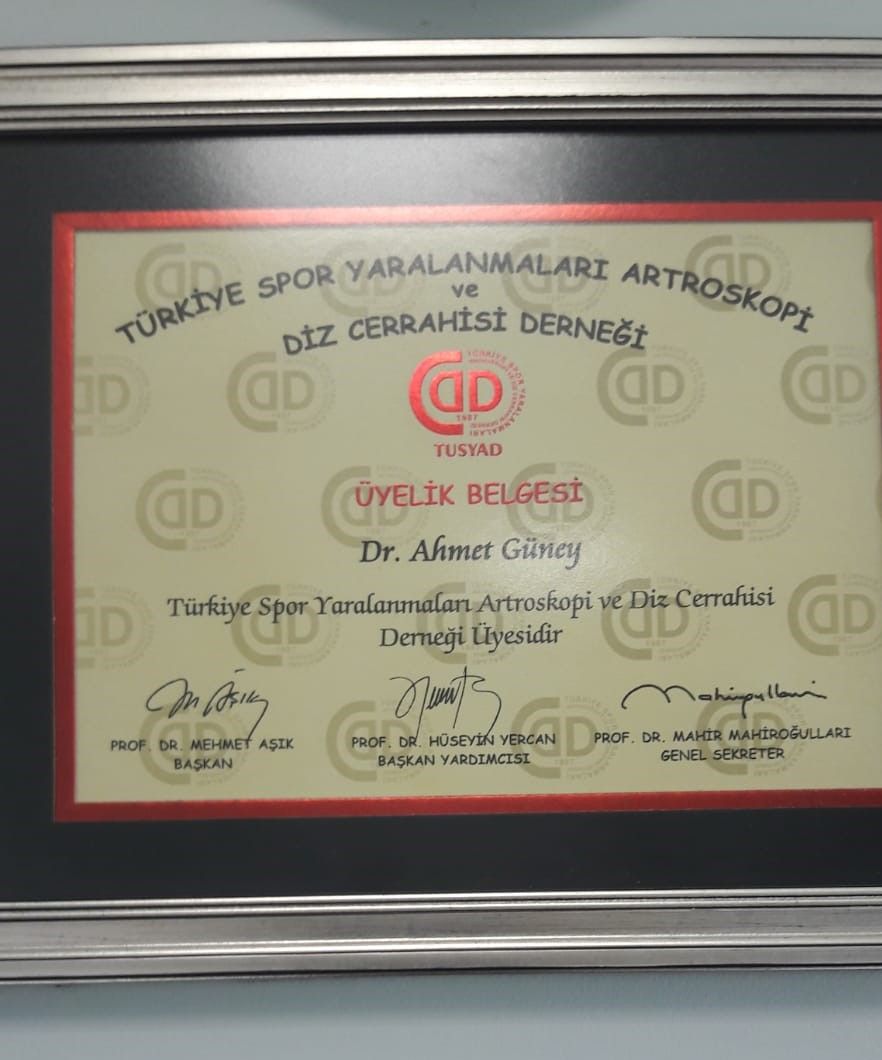 TÜRKİYE SPOR YARALANMALARI ARTROSKOPİ
ve
DİZ CERRAHİSİ DERNEĞİ
1987
TUSYAD
ÜYELİK BELGESİ
Dr. Ahmet Güney
Türkiye Spor Yaralanmaları Artroskopi ve Diz Cerrahisi
Derneği Üyesidir
PROF. DR. MEHMET AŞIK
BAŞKAN
PROF. DR. HÜSEYİN YERCAN
BAŞKAN YARDIMCISI
PROF. DR. MAHİR MAHİROĞULLARI
GENEL SEKRETER